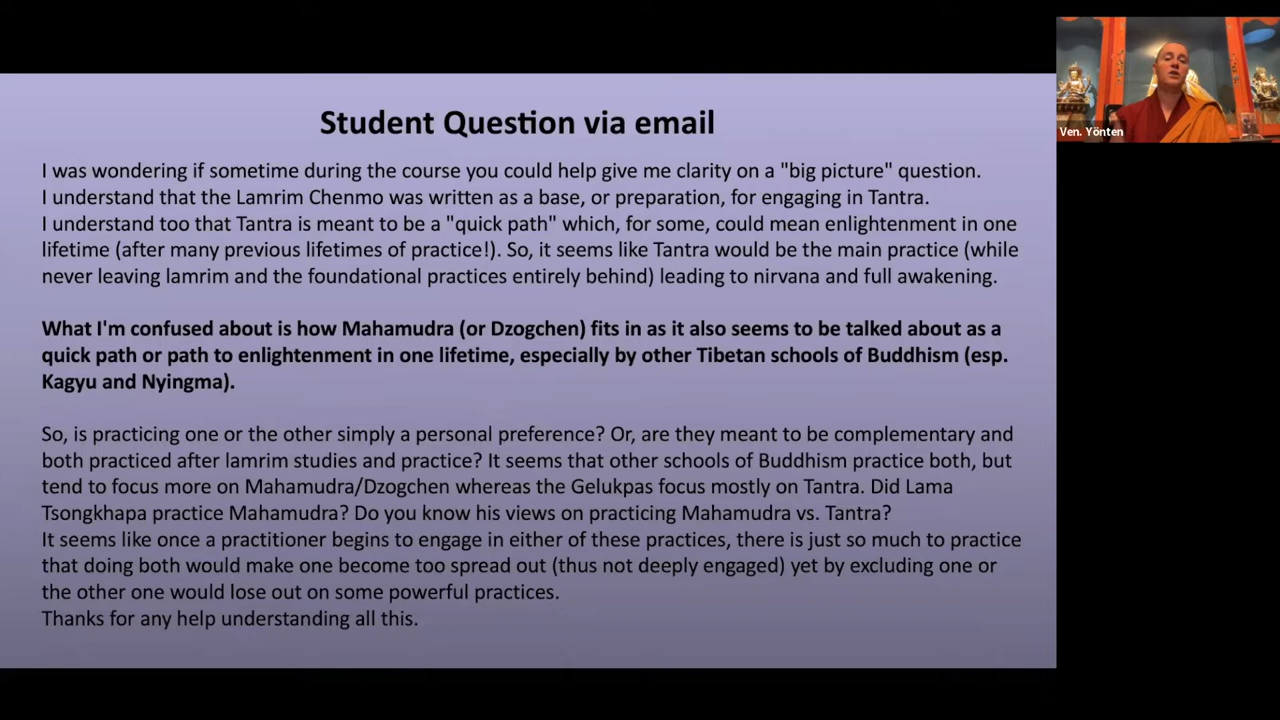 Student Question via email
Ven. Yönten
I was wondering if sometime during the course you could help give me clarity on a "big picture" question.
I understand that the Lamrim Chenmo was written as a base, or preparation, for engaging in Tantra.
I understand too that Tantra is meant to be a "quick path" which, for some, could mean enlightenment in one
lifetime (after many previous lifetimes of practice!). So, it seems like Tantra would be the main practice (while
never leaving lamrim and the foundational practices entirely behind) leading to nirvana and full awakening.
What I'm confused about is how Mahamudra (or Dzogchen) fits in as it also seems to be talked about as a
quick path or path to enlightenment in one lifetime, especially by other Tibetan schools of Buddhism (esp.
Kagyu and Nyingma).
So, is practicing one or the other simply a personal preference? Or, are they meant to be complementary and
both practiced after lamrim studies and practice? It seems that other schools of Buddhism practice both, but
tend to focus more on Mahamudra/Dzogchen whereas the Gelukpas focus mostly on Tantra. Did Lama
Tsongkhapa practice Mahamudra? Do you know his views on practicing Mahamudra vs. Tantra?
It seems like once a practitioner begins to engage in either of these practices, there is just so much to practice
that doing both would make one become too spread out (thus not deeply engaged) yet by excluding one or
the other one would lose out on some powerful practices.
Thanks for any help understanding all this.